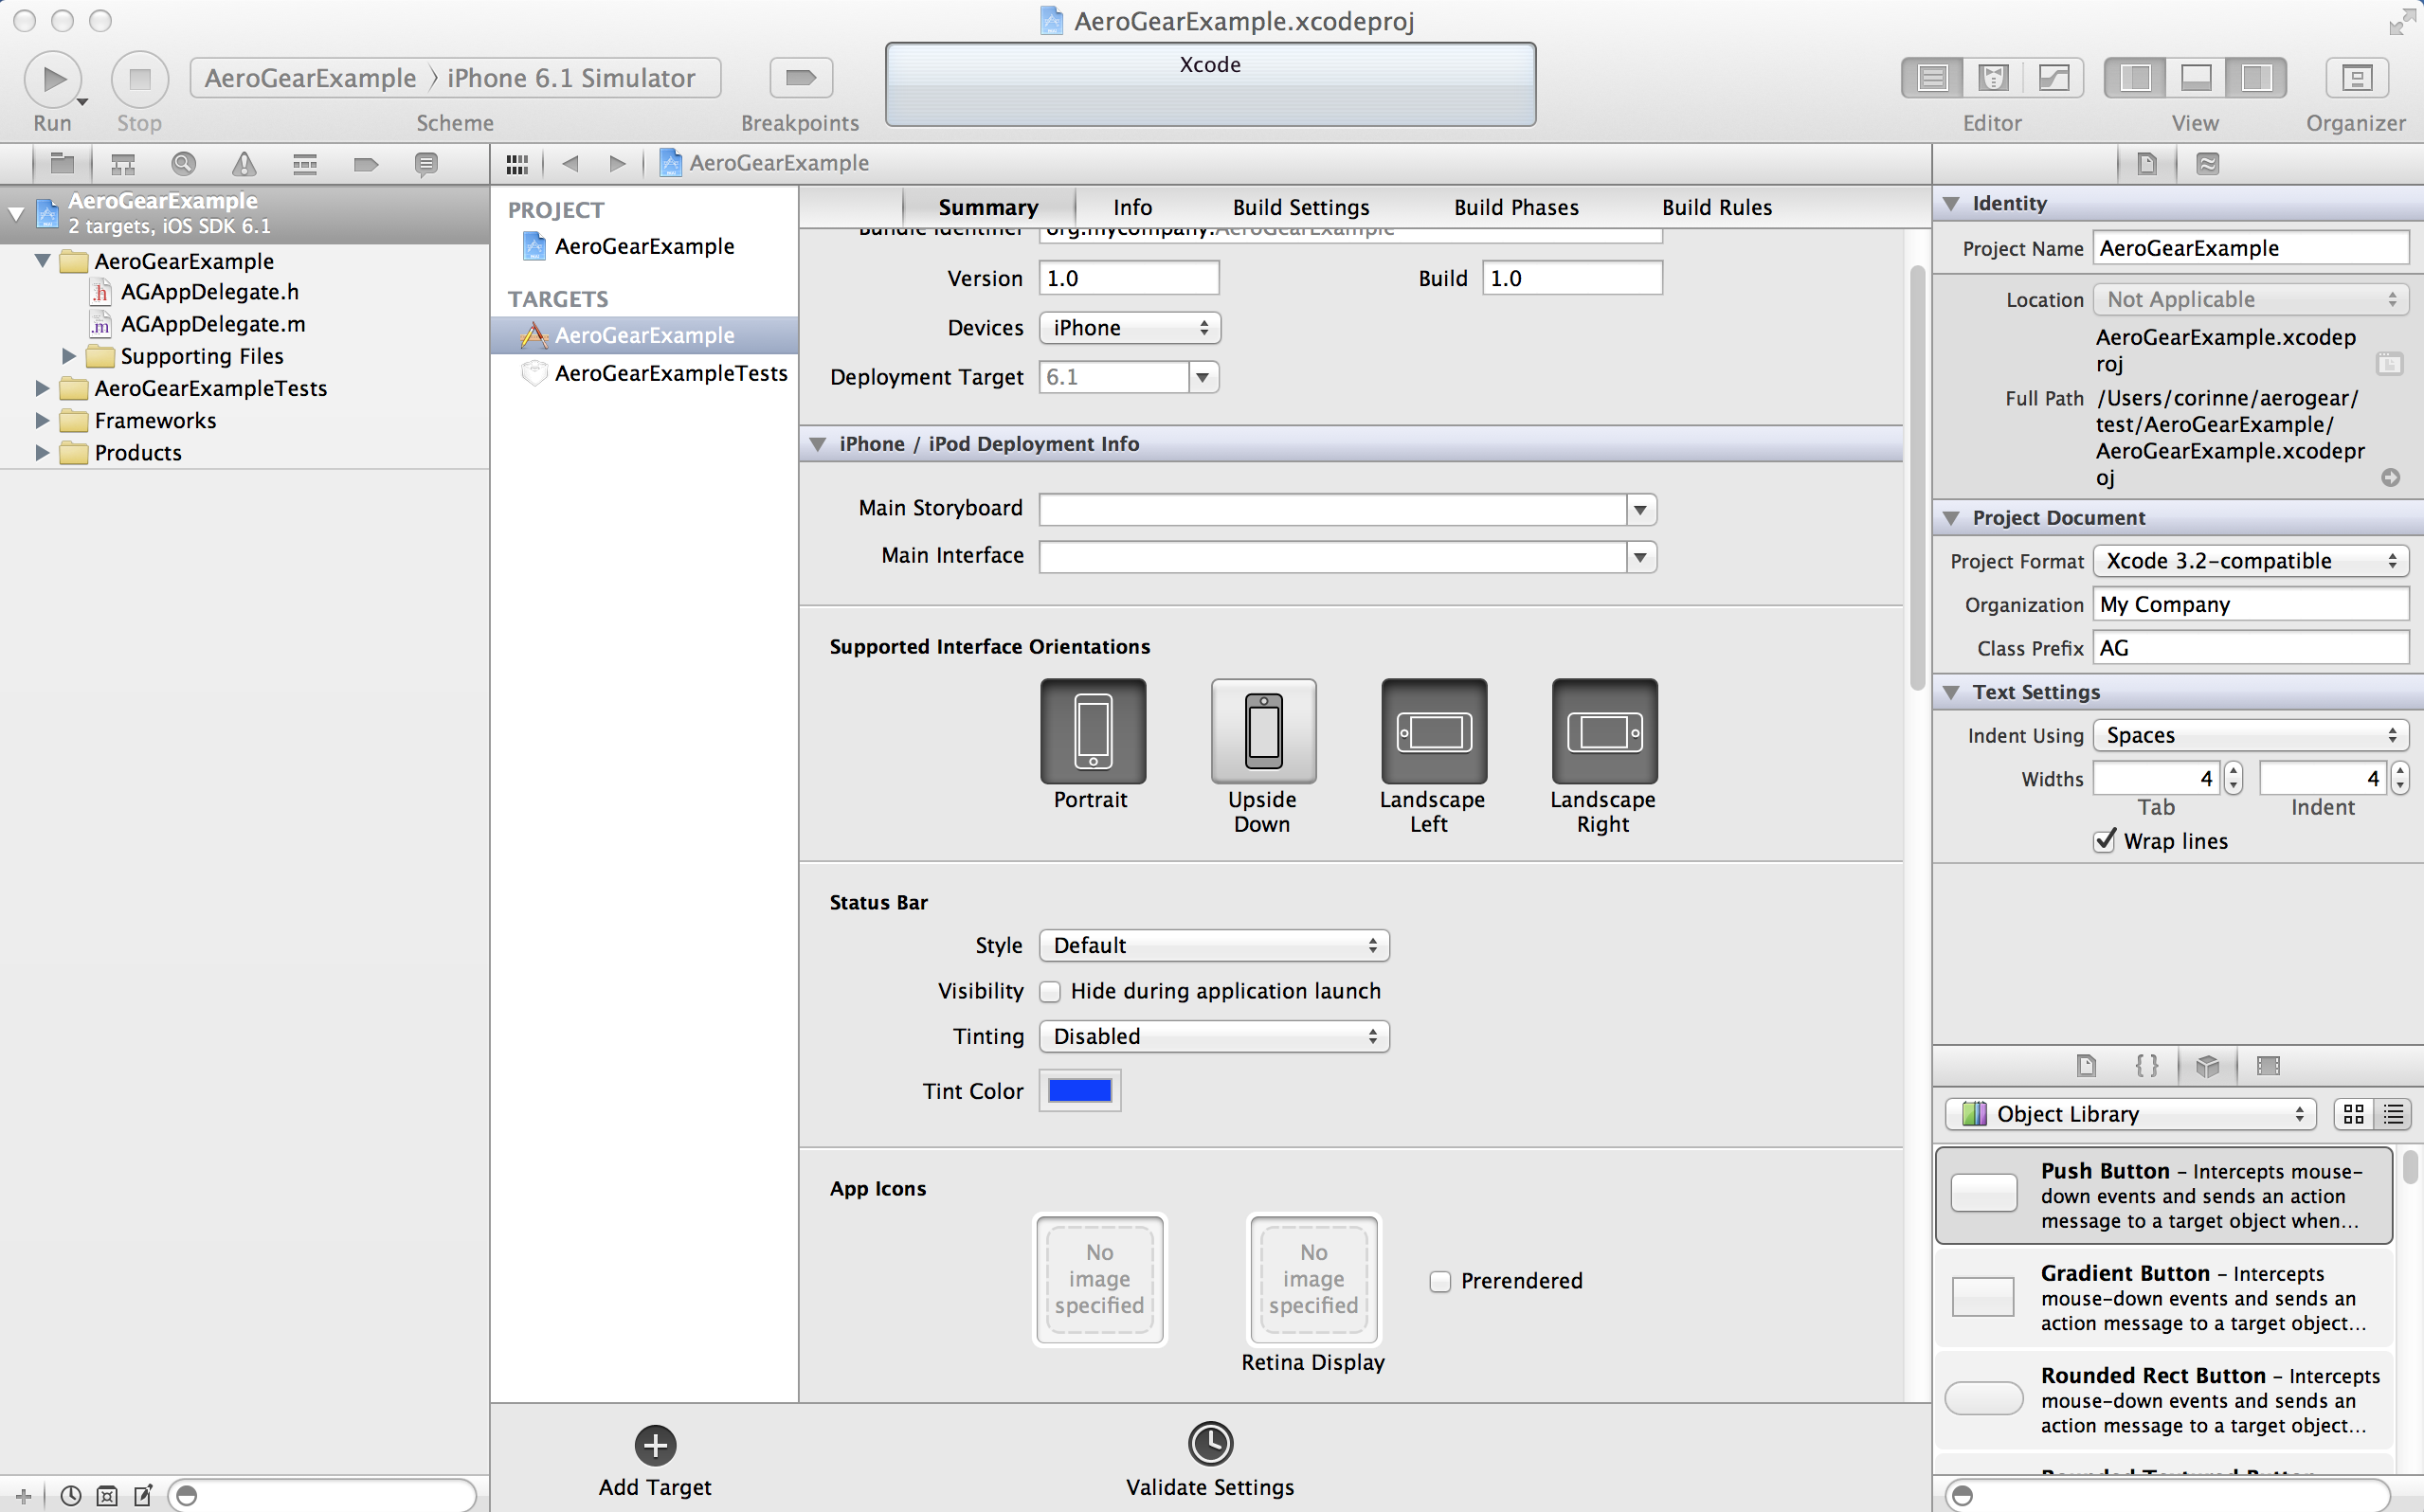 AeroGearExample.xcodeproj
AeroGearExample 〉iPhone 6.1 Simulator
Xcode
Run
Stop
Scheme
Breakpoints
Editor
View
Organizer
AeroGearExample
2 targets, iOS SDK 6.1
AeroGearExample
AGAppDelegate.h
AGAppDelegate.m
Supporting Files
AeroGearExampleTests
Frameworks
Products
AeroGearExample
PROJECT
AeroGearExample
TARGETS
AeroGearExample
AeroGearExampleTests
Summary
Info
Build Settings
Build Phases
Build Rules
Bundle Identifier org.mycompany.AeroGearExample
Version 1.0 Build 1.0
Devices iPhone
Deployment Target 6.1
iPhone / iPod Deployment Info
Main Storyboard
Main Interface
Supported Interface Orientations
Portrait
Upside
Down
Landscape
Left
Landscape
Right
Status Bar
Style Default
Visibility Hide during application launch
Tinting Disabled
Tint Color
App Icons
No
image
specified
No
image
specified
Prerendered
Retina Display
Add Target
Validate Settings
Identity
Project Name AeroGearExample
Location Not Applicable
AeroGearExample.xcodep
roj
Full Path /Users/corinne/aerogear/
test/AeroGearExample/
AeroGearExample.xcodepr
oj
Project Document
Project Format Xcode 3.2-compatible
Organization My Company
Class Prefix AG
Text Settings
Indent Using Spaces
Widths 4 4
Tab Indent
Wrap lines
{ }
Object Library
Push Button – Intercepts mouse-
down events and sends an action
message to a target object when...
Gradient Button – Intercepts
mouse-down events and sends an
action message to a target object...
Rounded Rect Button – Intercepts
mouse-down events and sends an
action message to a target object...
Rounded Textured Button